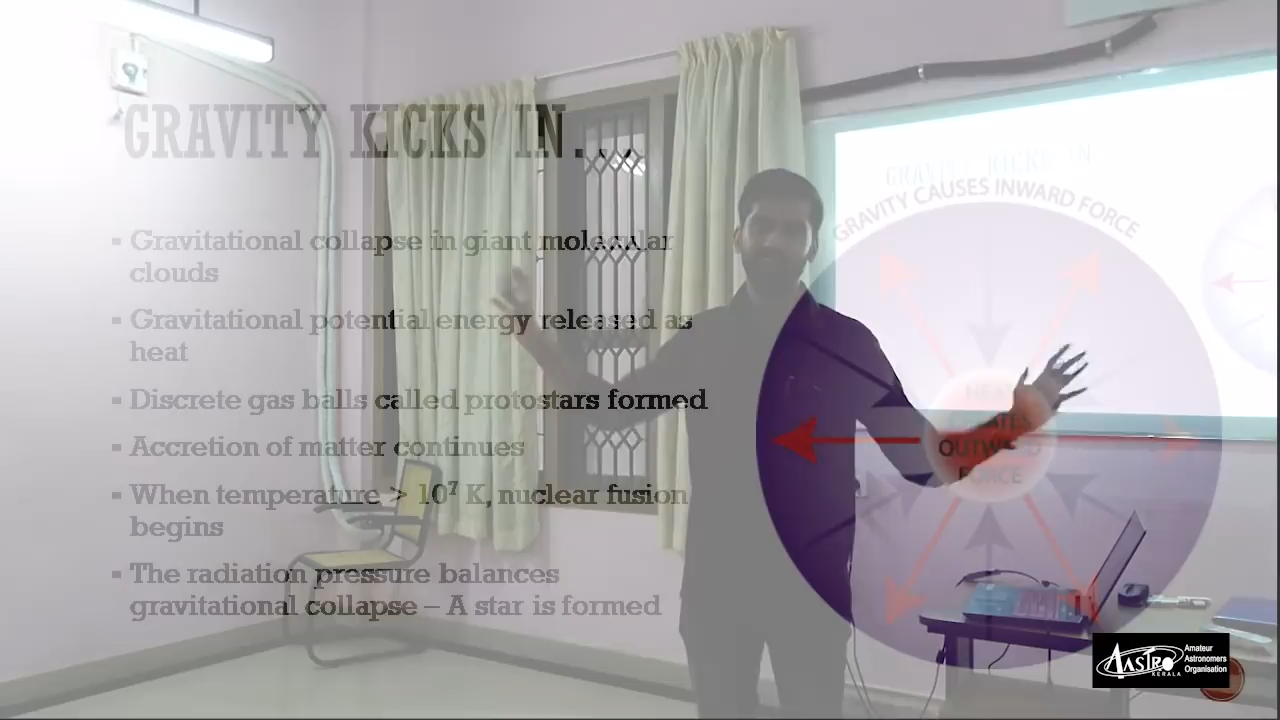 GRAVITY KICKS IN...
▪ Gravitational collapse in giant molecular
clouds
▪ Gravitational potential energy released as
heat
▪ Discrete gas balls called protostars formed
▪ Accretion of matter continues
▪ When temperature > 10⁷ K, nuclear fusion
begins
▪ The radiation pressure balances
gravitational collapse – A star is formed
GRAVITY KICKS IN
GRAVITY CAUSES INWARD FORCE
OUTWARD
FORCE
AASTRO
KERALA
Amateur
Astronomers
Organisation